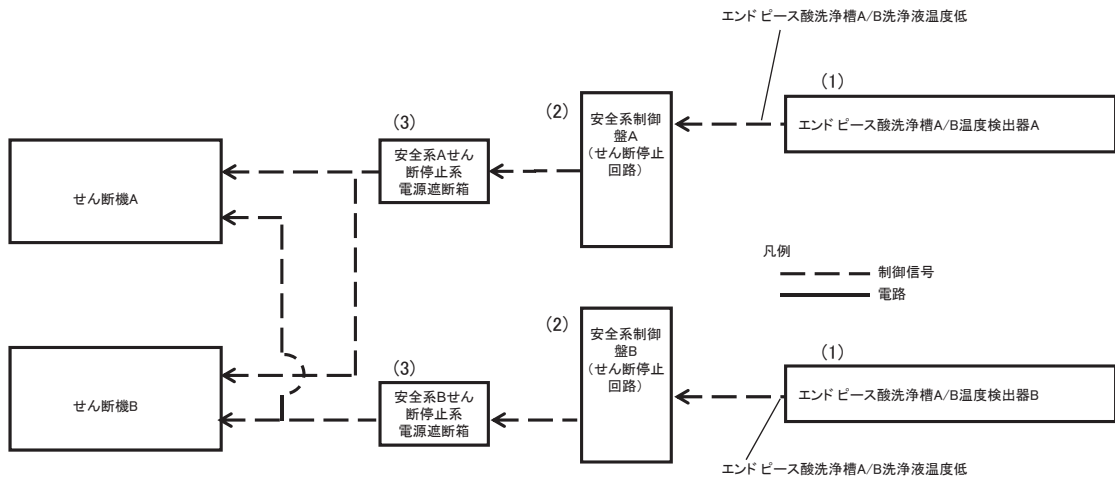 エンドピース酸洗浄槽A/B洗浄液温度低
(1)
エンドピース酸洗浄槽A/B温度検出器A
(2)
安全系制御
盤A
(せん断停止
回路)
(3)
安全系Aせん
断停止系
電源遮断箱
せん断機A
凡例
制御信号
電路
(2)
安全系制御
盤B
(せん断停止
回路)
(1)
エンドピース酸洗浄槽A/B温度検出器B
(3)
安全系Bせん
断停止系
電源遮断箱
せん断機B
エンドピース酸洗浄槽A/B洗浄液温度低